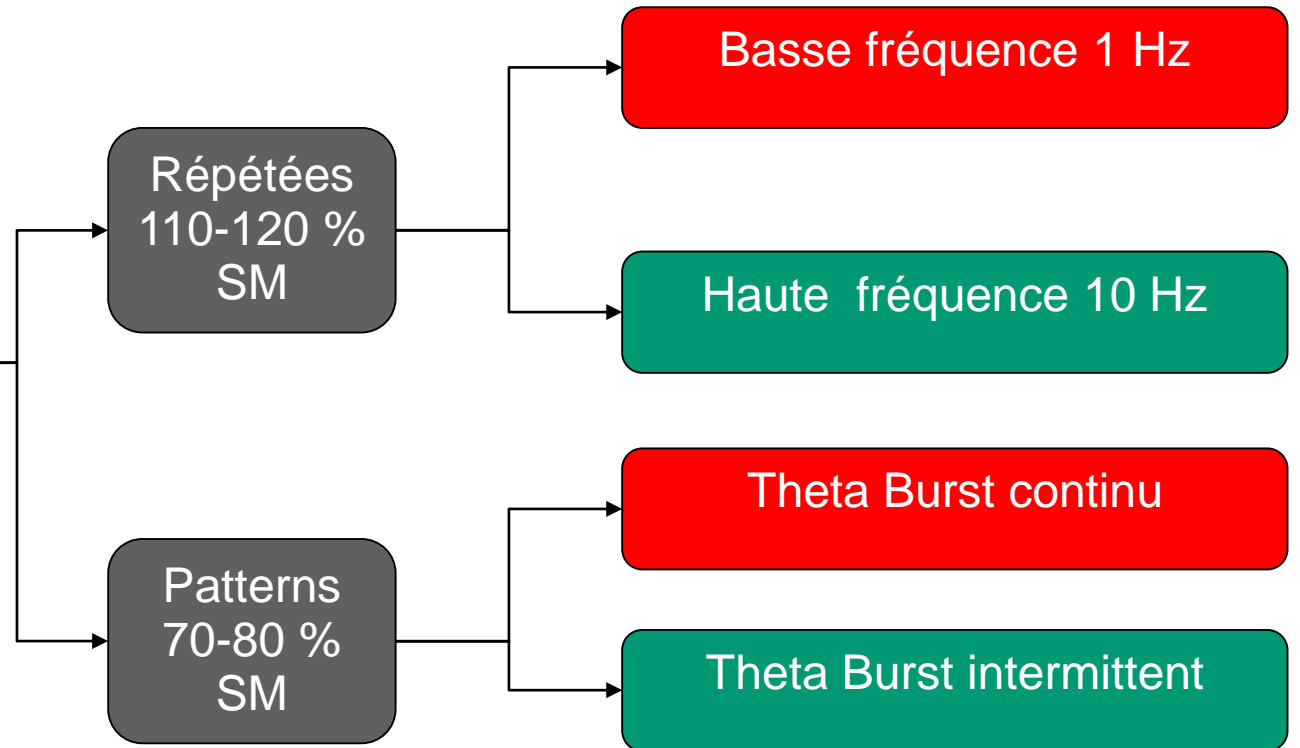 Basse fréquence 1 Hz
Répétées
110-120 %
SM
Haute  fréquence 10 Hz
Theta Burst continu
Patterns
70-80 %
SM
Theta Burst intermittent